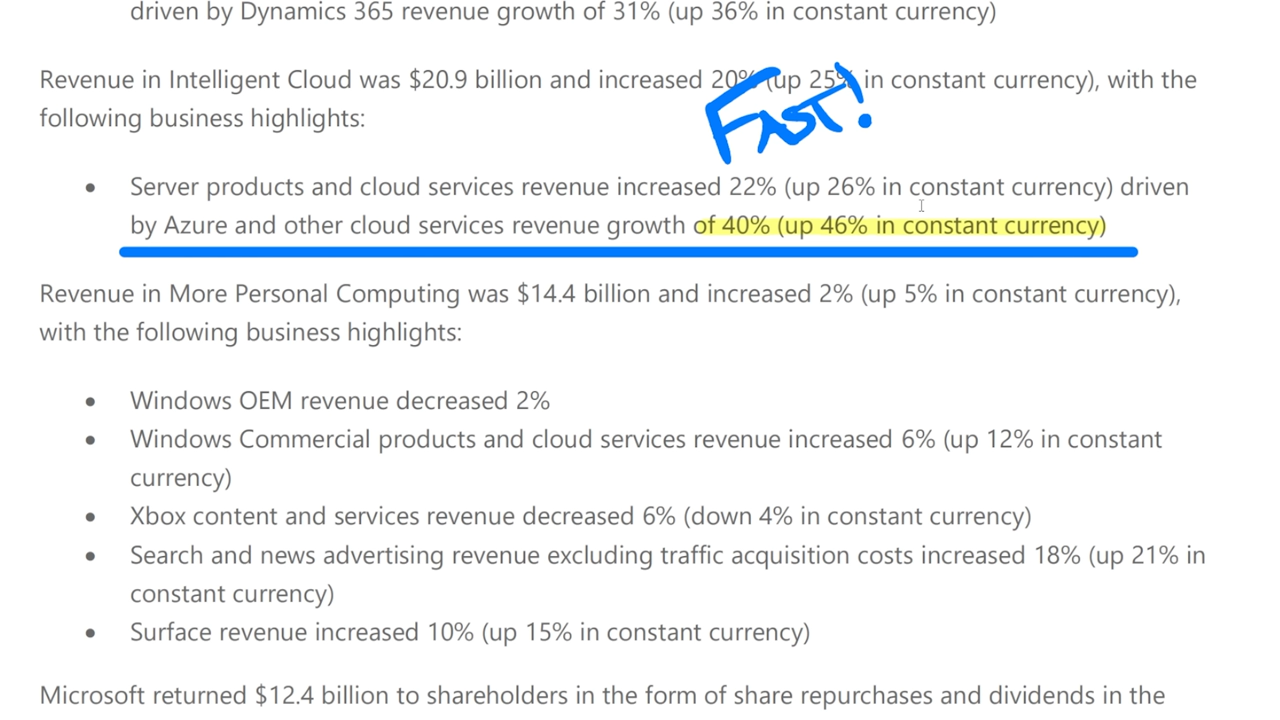 driven by Dynamics 365 revenue growth of 31% (up 36% in constant currency)
Revenue in Intelligent Cloud was $20.9 billion and increased 20% (up 25% in constant currency), with the
following business highlights:
FAST!
• Server products and cloud services revenue increased 22% (up 26% in constant currency) driven
by Azure and other cloud services revenue growth of 40% (up 46% in constant currency)
Revenue in More Personal Computing was $14.4 billion and increased 2% (up 5% in constant currency),
with the following business highlights:
• Windows OEM revenue decreased 2%
• Windows Commercial products and cloud services revenue increased 6% (up 12% in constant
currency)
• Xbox content and services revenue decreased 6% (down 4% in constant currency)
• Search and news advertising revenue excluding traffic acquisition costs increased 18% (up 21% in
constant currency)
• Surface revenue increased 10% (up 15% in constant currency)
Microsoft returned $12.4 billion to shareholders in the form of share repurchases and dividends in the